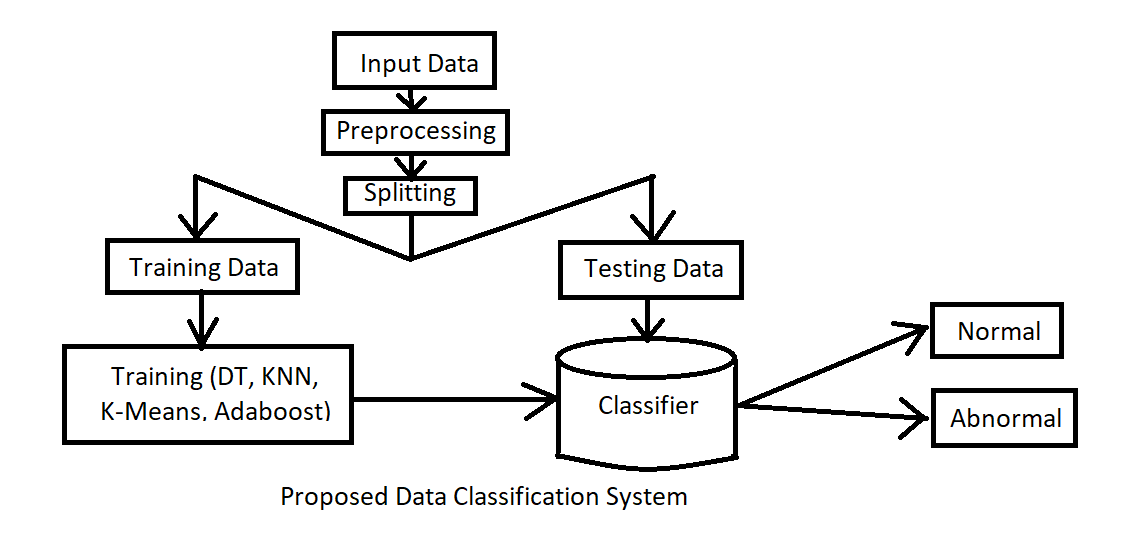 Input Data
Preprocessing
Splitting
Training Data
Testing Data
Training (DT, KNN,
K-Means, Adaboost)
Classifier
Normal
Abnormal
Proposed Data Classification System